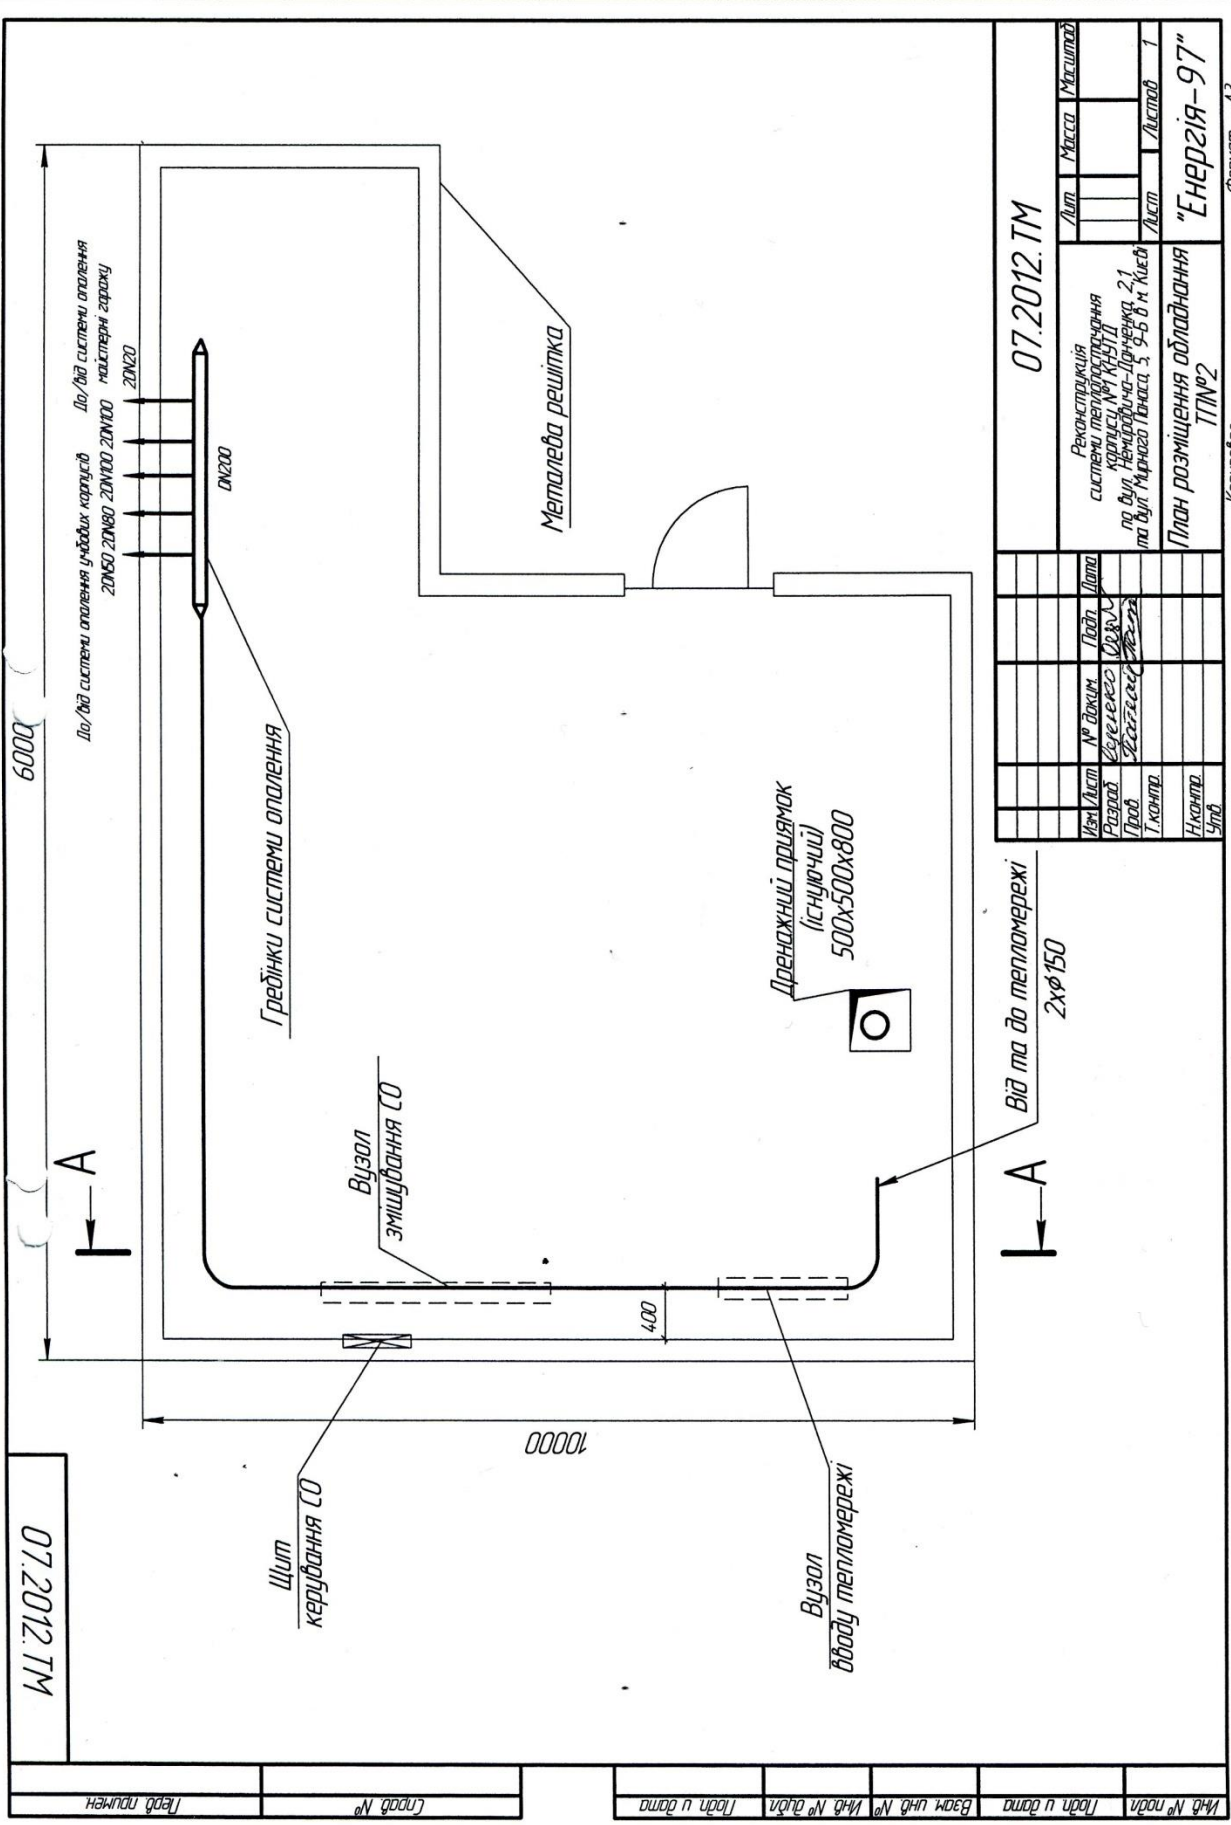 07.2012.ТМ
6000
До/від системи опалення учбових корпусів
2DN50 2DN80 2DN100 2DN100
До/від системи опалення
майстерні гаражу
2DN20
DN200
А
Гребінки системи опалення
Металева решітка
Вузол
змішування СО
Щит
керування СО
10000
400
Дренажний приямок
(існуючий)
500х500х800
Вузол
вводу тепломережі
Від та до тепломережі
2хφ150
А
07.2012.ТМ
Изм Лист № докум. Подп. Дата
Разраб.
Пров.
Т.контр.
Н.контр.
Утв.
Реконструкція
системи теплопостачання
корпусу №1 КНУТД
по вул. Немировича-Данченка, 2,1
та вул. Мирного Панаса, 5, 9-Б в м. Києві
Лит. Масса Масштаб
Лист Листов 1
План розміщення обладнання
ТП№2
"Енергія-97"
Перв. примен.
Справ. №
Подп. и дата
Инв. № дубл.
Взам. инв. №
Подп. и дата
Инв. № подл.